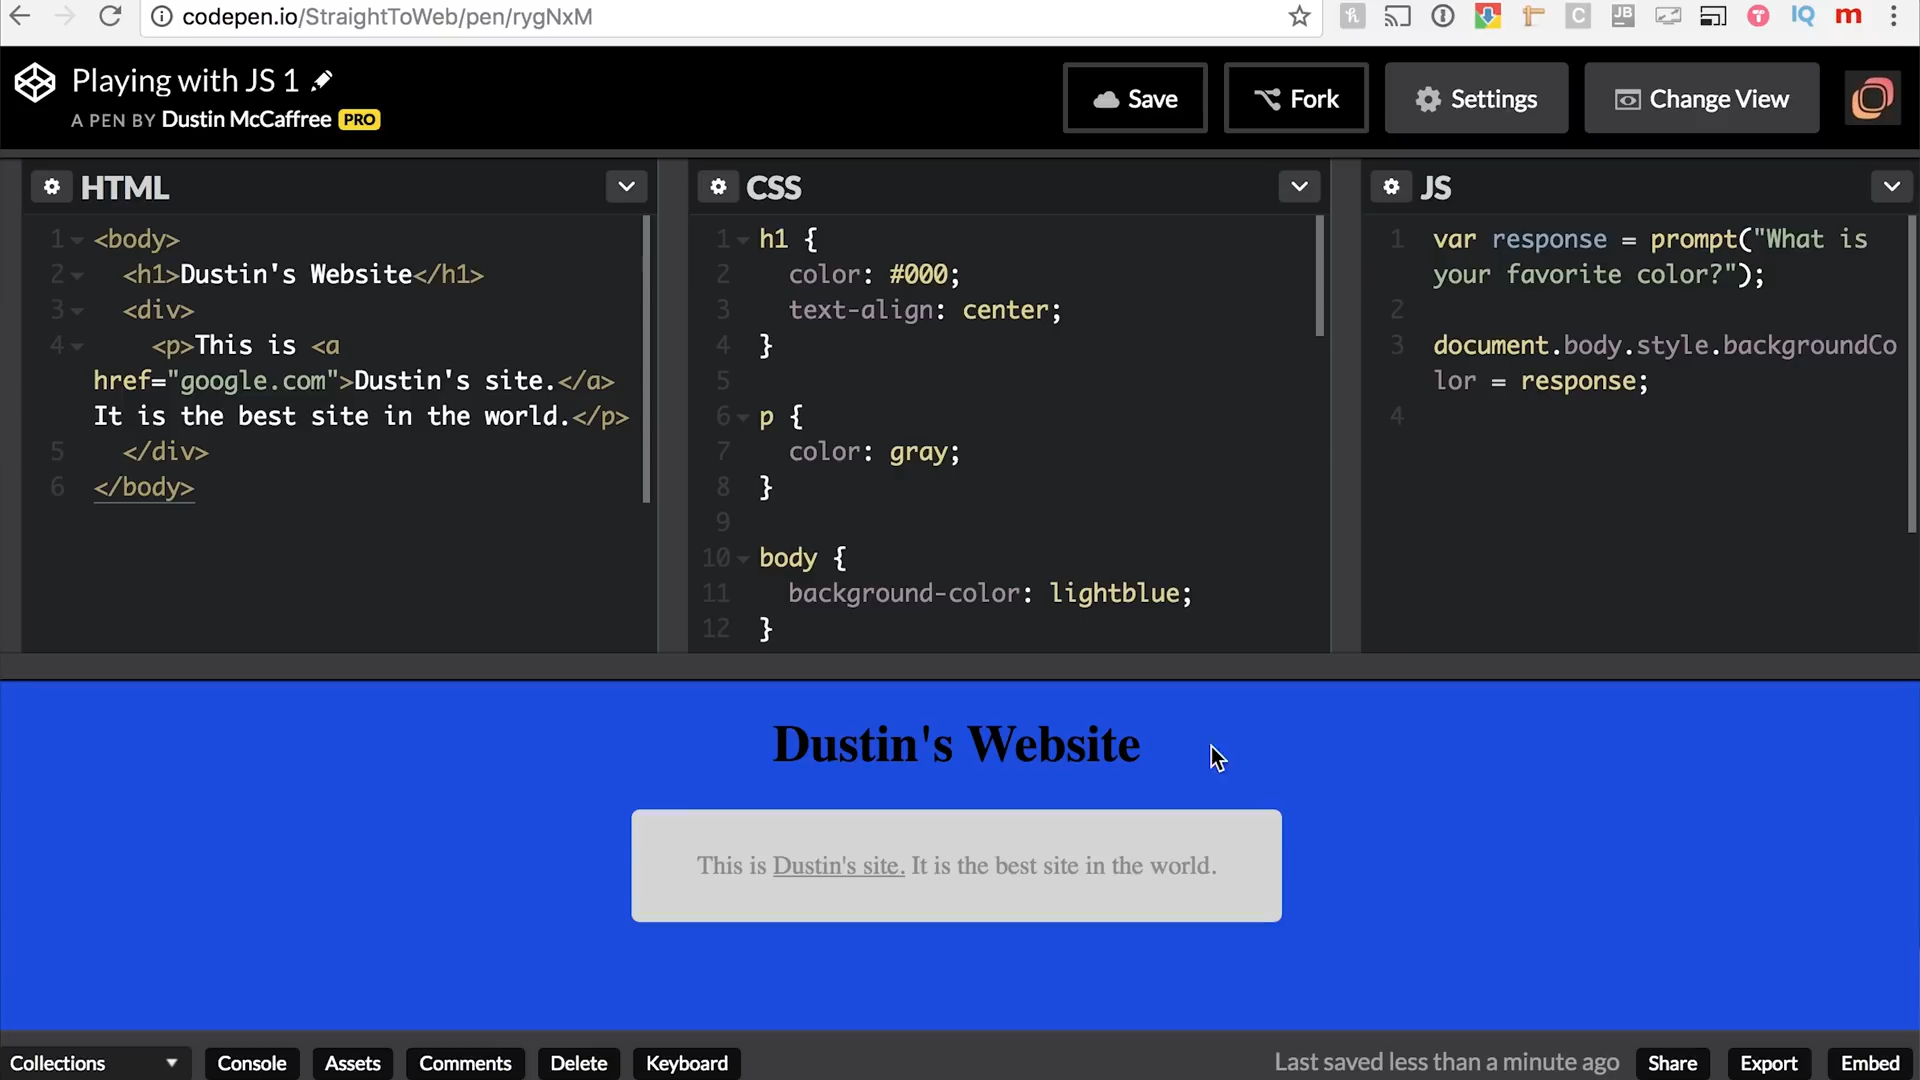 codepen.io/StraightToWeb/pen/rygNxM
Playing with JS 1
A PEN BY Dustin McCaffree PRO
Save
Fork
Settings
Change View
HTML
1 <body>
2 <h1>Dustin's Website</h1>
3 <div>
4 <p>This is <a
href="google.com">Dustin's site.</a>
It is the best site in the world.</p>
5 </div>
6 </body>
CSS
1 h1 {
2 color: #000;
3 text-align: center;
4 }
5
6 p {
7 color: gray;
8 }
9
10 body {
11 background-color: lightblue;
12 }
JS
1 var response = prompt("What is
your favorite color?");
2
3 document.body.style.backgroundCo
lor = response;
4
Dustin's Website
This is Dustin's site. It is the best site in the world.
Collections
Console
Assets
Comments
Delete
Keyboard
Last saved less than a minute ago
Share
Export
Embed
h
C
JB
T
IQ
m